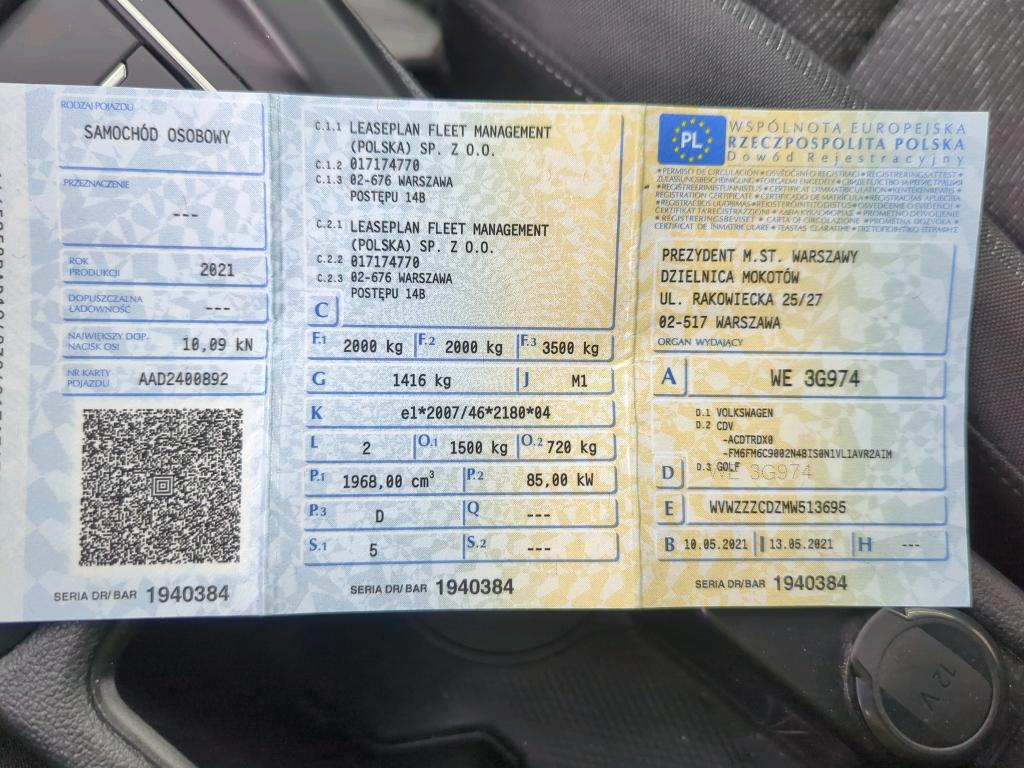 RODZAJ POJAZDU
SAMOCHÓD OSOBOWY
PRZEZNACZENIE
---
ROK PRODUKCJI 2021
DOPUSZCZALNA ŁADOWNOŚĆ ---
NAJWIĘKSZY DOP. NACISK OSI 10,09 kN
NR KARTY POJAZDU AAD2400892
SERIA DR/BAR 1940384
C.1.1 LEASEPLAN FLEET MANAGEMENT
(POLSKA) SP. Z O.O.
C.1.2 017174770
C.1.3 02-676 WARSZAWA
POSTĘPU 14B
C.2.1 LEASEPLAN FLEET MANAGEMENT
(POLSKA) SP. Z O.O.
C.2.2 017174770
C.2.3 02-676 WARSZAWA
POSTĘPU 14B
C
F.1 2000 kg F.2 2000 kg F.3 3500 kg
G 1416 kg J M1
K e1*2007/46*2180*04
L 2 O.1 1500 kg O.2 720 kg
P.1 1968,00 cm³ P.2 85,00 kW
P.3 D Q ---
S.1 5 S.2 ---
SERIA DR/BAR 1940384
PL
WSPÓLNOTA EUROPEJSKA
RZECZPOSPOLITA POLSKA
Dowód Rejestracyjny
PREZYDENT M.ST. WARSZAWY
DZIELNICA MOKOTÓW
UL. RAKOWIECKA 25/27
02-517 WARSZAWA
ORGAN WYDAJĄCY
A WE 3G974
D.1 VOLKSWAGEN
D.2 CDV
-ACDTRDX0
-FM6FM6C9002N4BIS0N1VL1AVR2AIM
D D.3 GOLF
WE 3G974
E WVWZZZCDZMW513695
B 10.05.2021 I 13.05.2021 H ---
SERIA DR/BAR 1940384
12 V